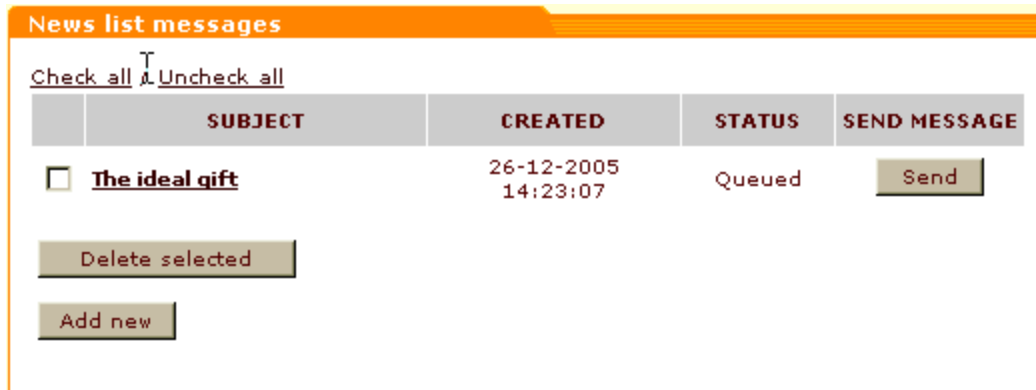 News list messages
Check all / Uncheck all
SUBJECT CREATED STATUS SEND MESSAGE
The ideal gift 26-12-2005 14:23:07 Queued Send
Delete selected
Add new